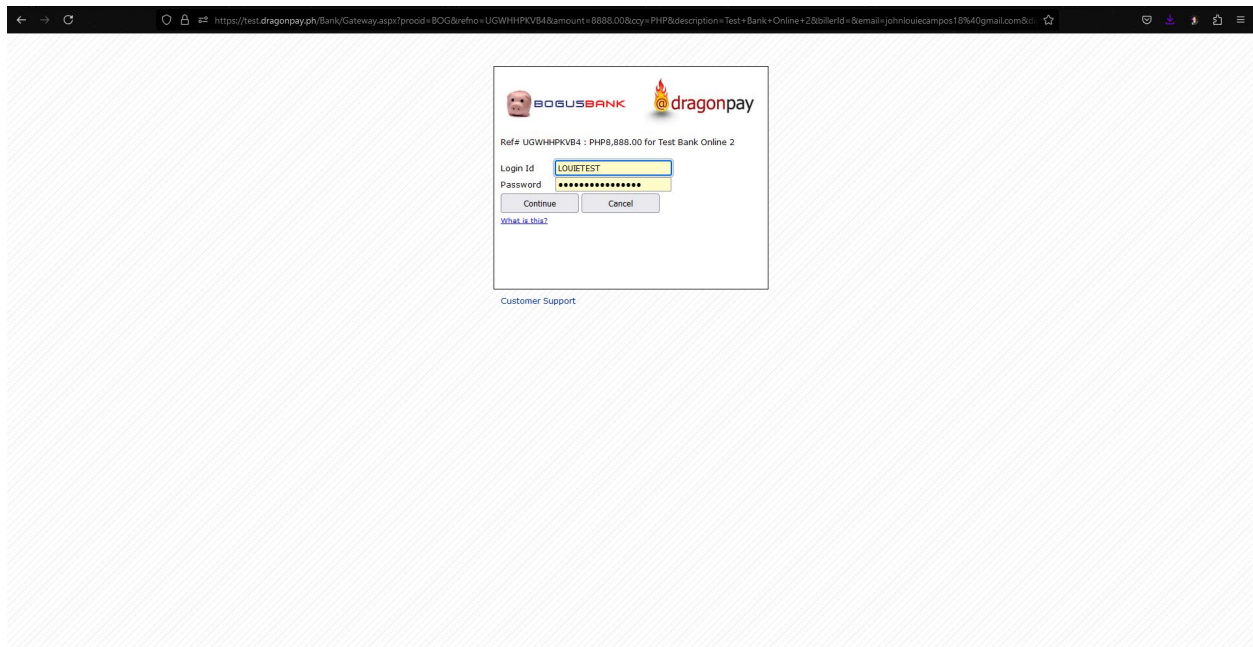 https://test.dragonpay.ph/Bank/Gateway.aspx?procid=BOG&refno=UGWHHPKVB4&amount=8888.00&ccy=PHP&description=Test+Bank+Online+2&billerId=&email=johnlouiecampos18%40gmail.com&d
BOGUSBANK @dragonpay
Ref# UGWHHPKVB4 : PHP8,888.00 for Test Bank Online 2
Login Id LOUIETEST
Password ●●●●●●●●●●●●●●●●
Continue Cancel
What is this?
Customer Support